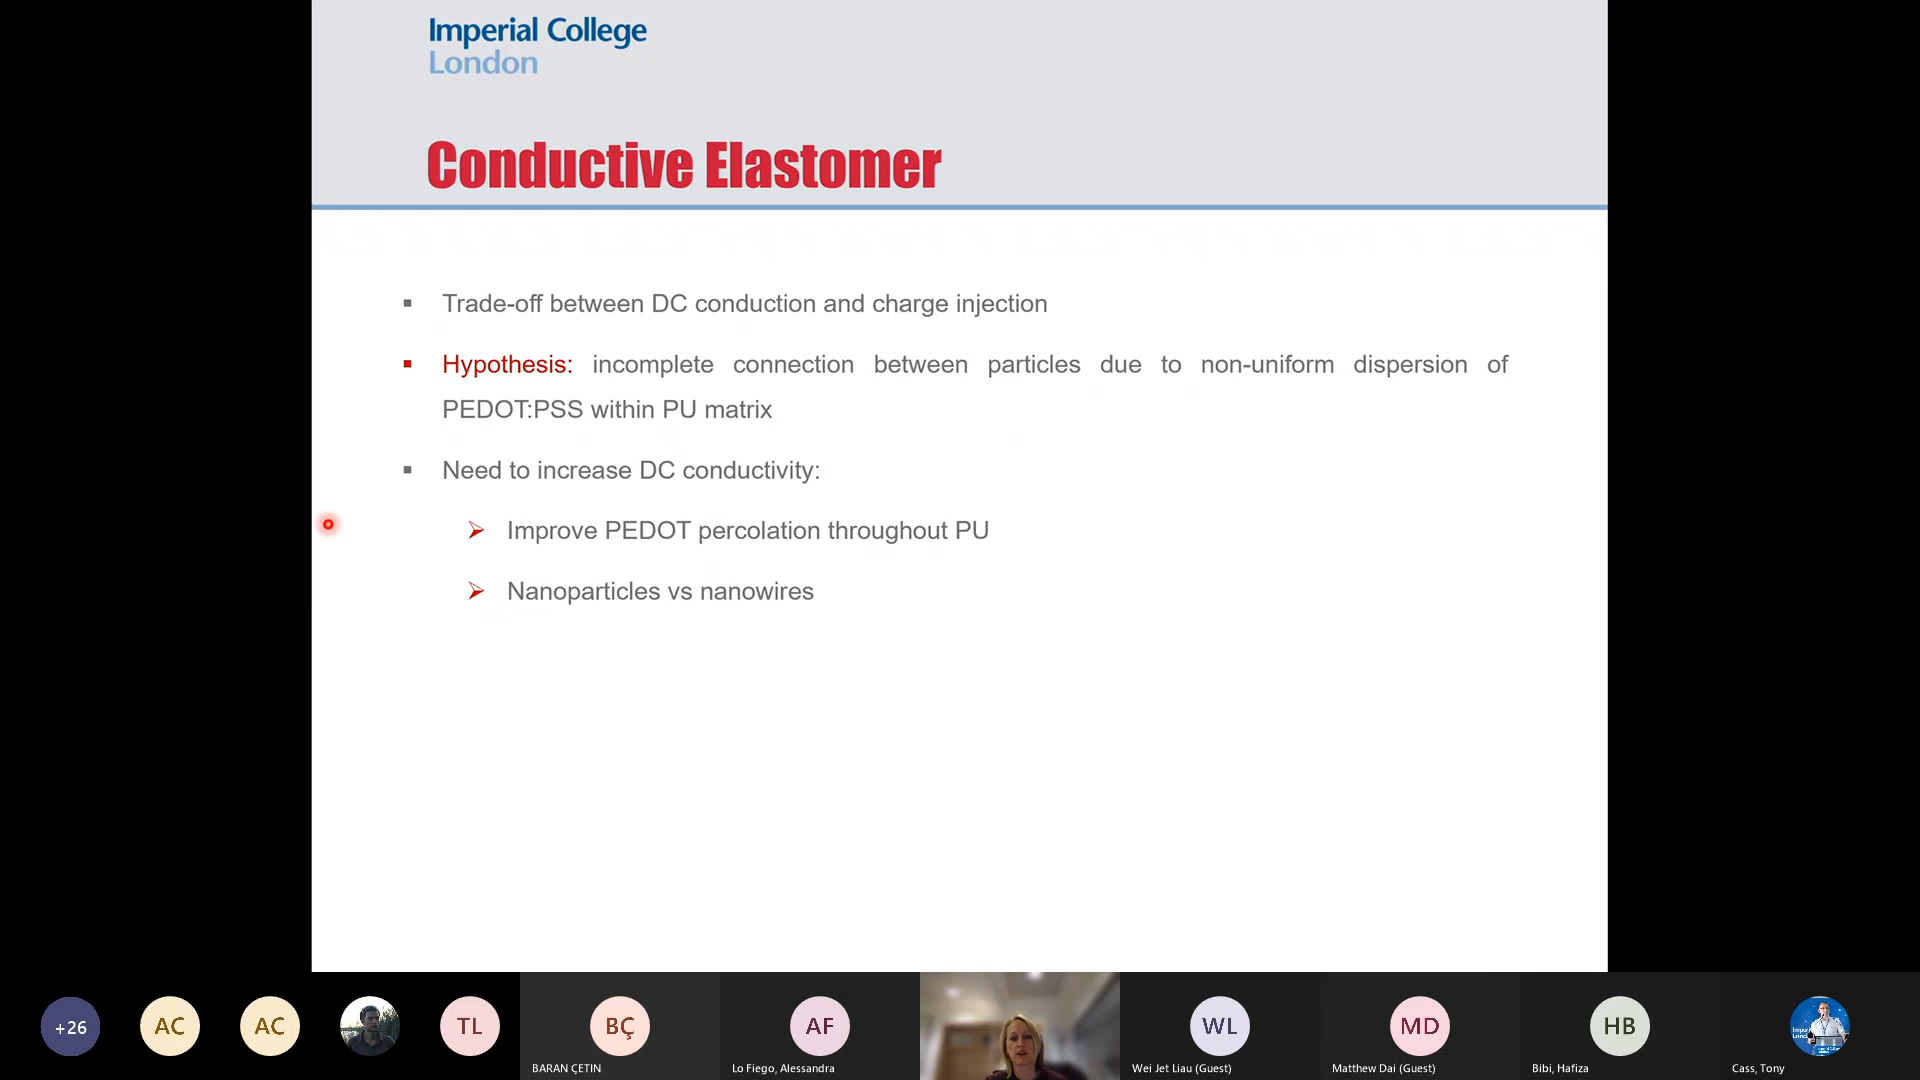 Imperial College
London
Conductive Elastomer
Trade-off between DC conduction and charge injection
Hypothesis: incomplete connection between particles due to non-uniform dispersion of
PEDOT:PSS within PU matrix
Need to increase DC conductivity:
Improve PEDOT percolation throughout PU
Nanoparticles vs nanowires
+26
AC
AC
TL
BÇ
AF
WL
MD
HB
BARAN ÇETIN
Lo Fiego, Alessandra
Wei Jet Liau (Guest)
Matthew Dai (Guest)
Bibi, Hafiza
Cass, Tony